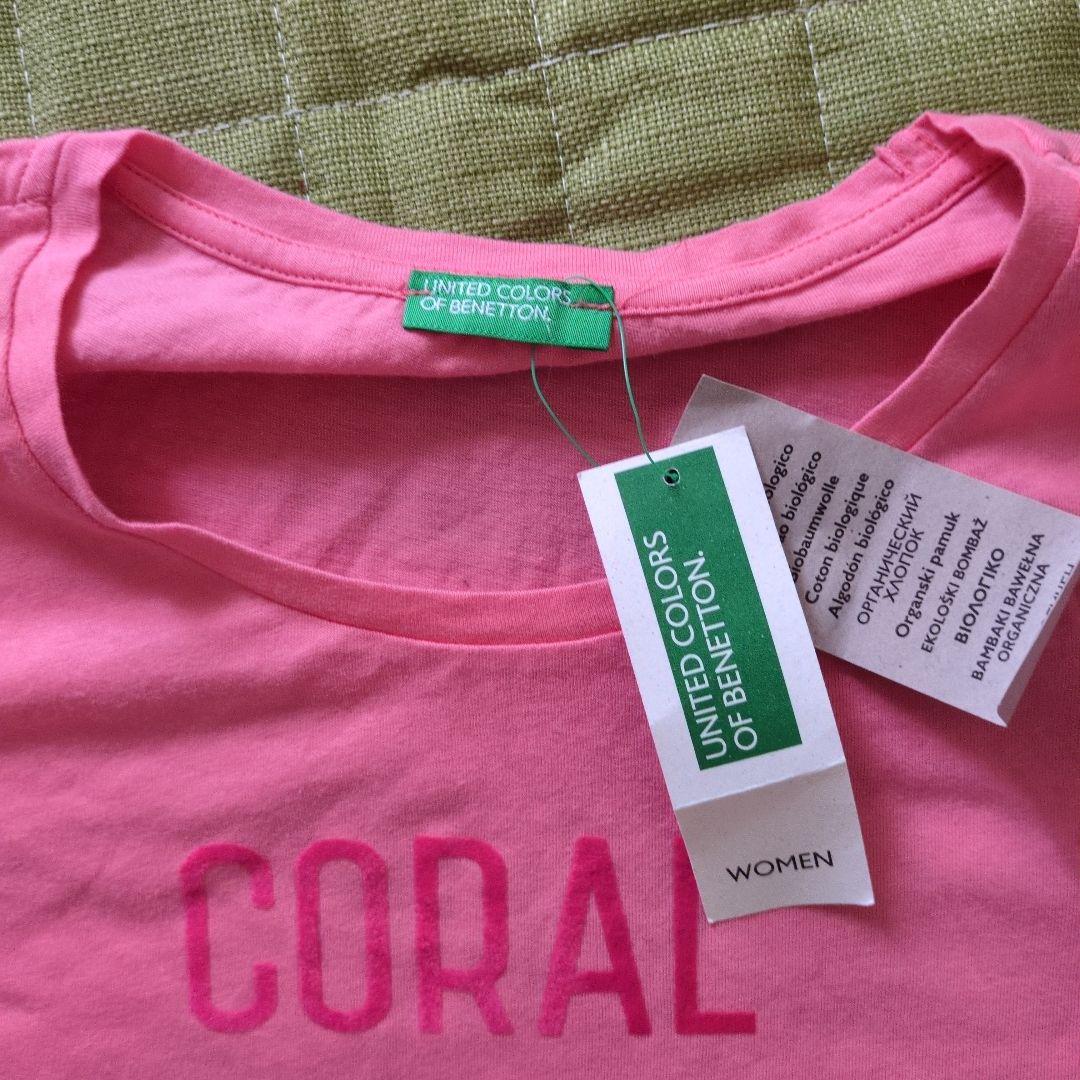 UNITED COLORS
OF BENETTON.
UNITED COLORS
OF BENETTON.
WOMEN
biológico
Biobaumwolle
Coton biologique
Algodón biológico
ОРГАНИЧЕСКИЙ
ХЛОПОК
Organski pamuk
EKOLOŠKI BOMBAŽ
ΒΙΟΛΟΓΙΚΟ
ΒΑΜΒΑΚΙ BAWEŁNA
ORGANICZNA
CORAL